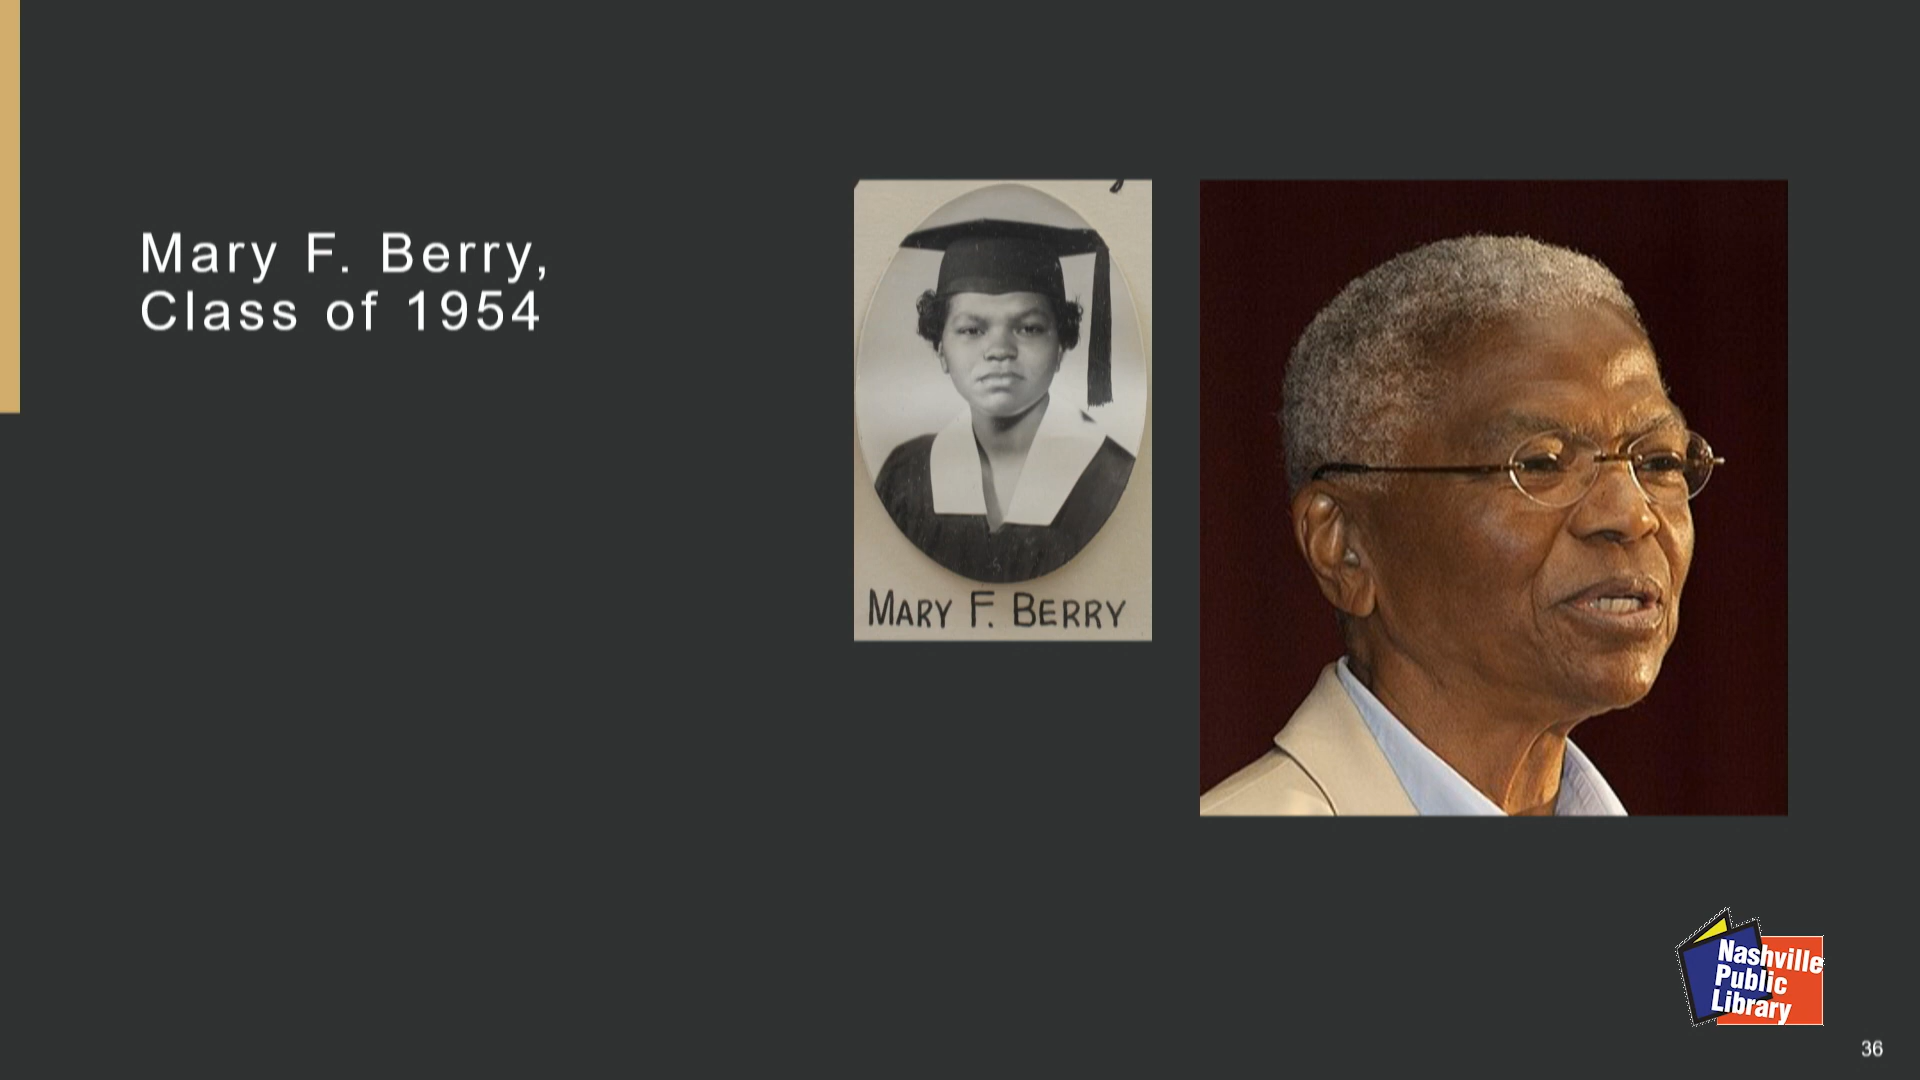 Mary F. Berry,
Class of 1954
MARY F. BERRY
Nashville
Public
Library
36